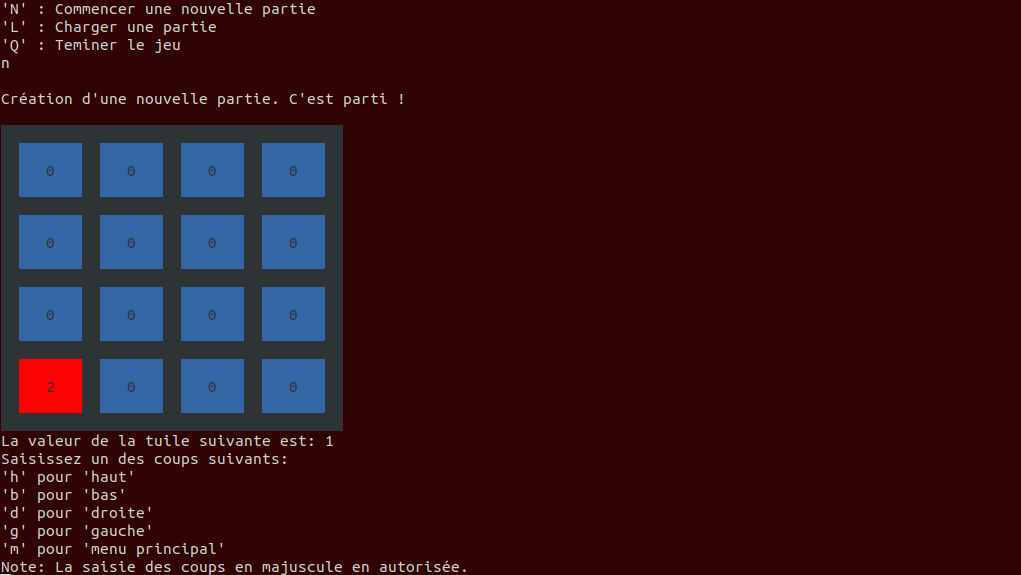 'N' : Commencer une nouvelle partie
'L' : Charger une partie
'Q' : Teminer le jeu
n
Création d'une nouvelle partie. C'est parti !
0 0 0 0
0 0 0 0
0 0 0 0
2 0 0 0
La valeur de la tuile suivante est: 1
Saisissez un des coups suivants:
'h' pour 'haut'
'b' pour 'bas'
'd' pour 'droite'
'g' pour 'gauche'
'm' pour 'menu principal'
Note: La saisie des coups en majuscule en autorisée.